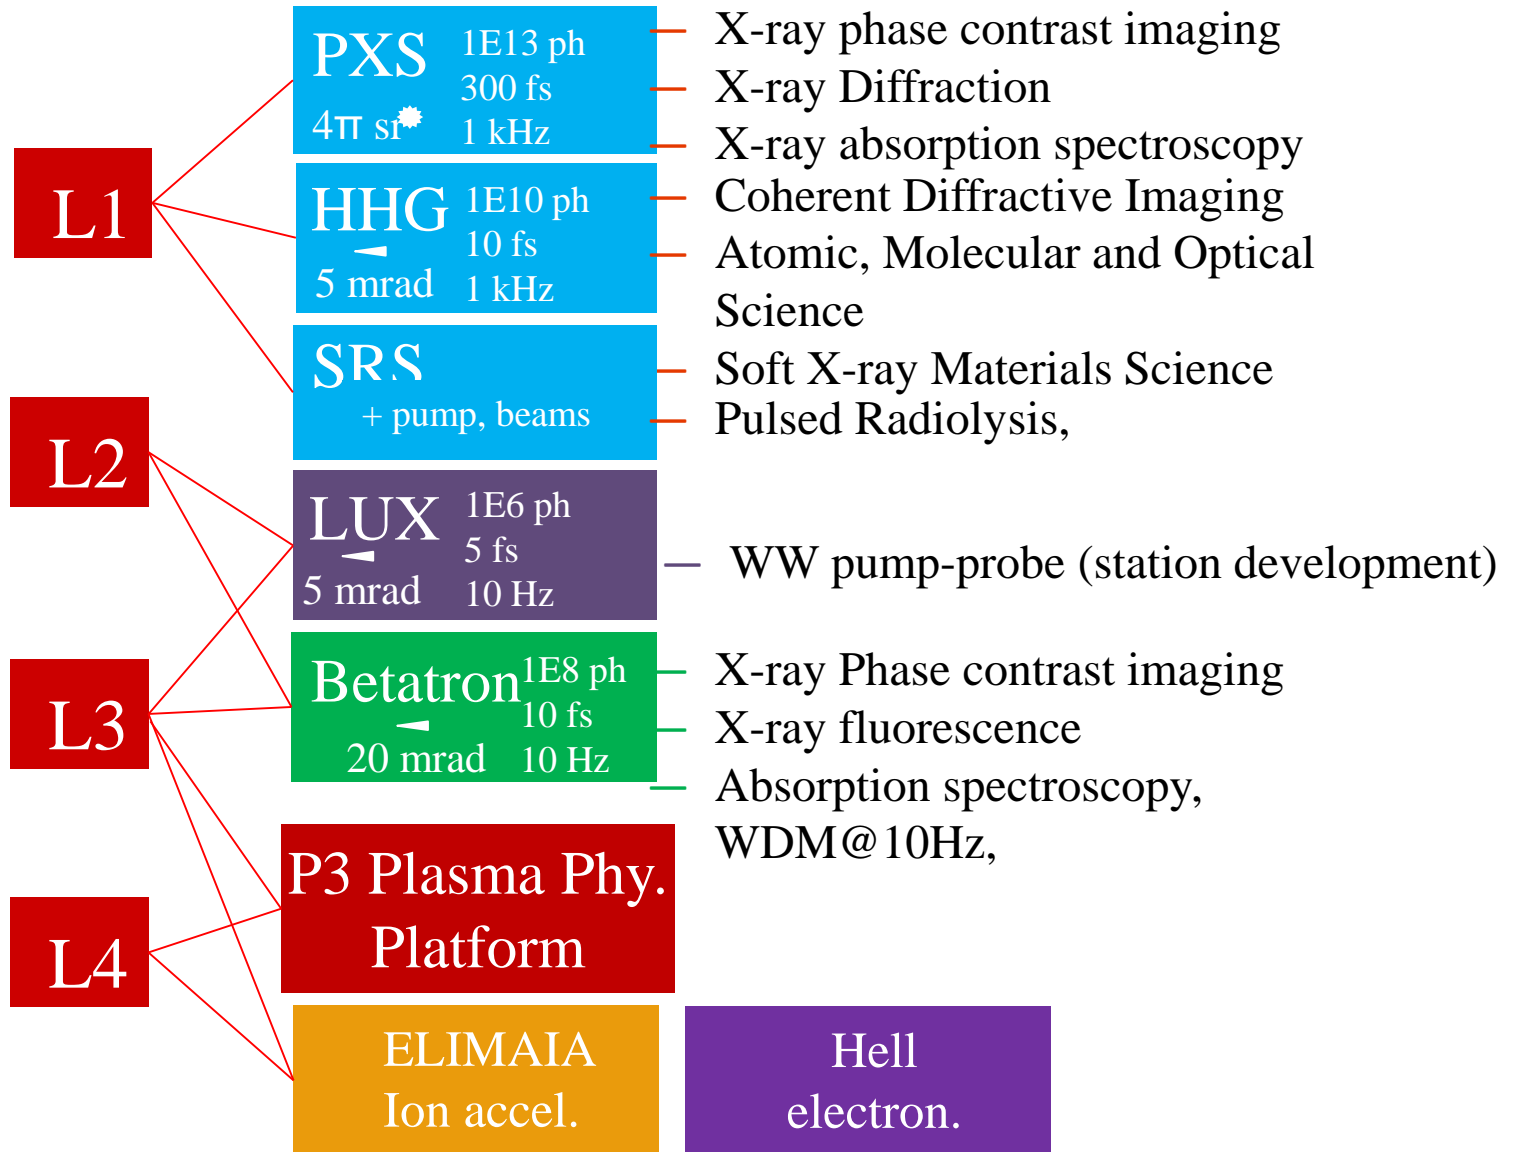 L1
L2
L3
L4
PXS
4π sr
1E13 ph
300 fs
1 kHz
HHG
5 mrad
1E10 ph
10 fs
1 kHz
SRS
+ pump, beams
LUX
5 mrad
1E6 ph
5 fs
10 Hz
Betatron
20 mrad
1E8 ph
10 fs
10 Hz
P3 Plasma Phy.
Platform
ELIMAIA
Ion accel.
Hell
electron.
X-ray phase contrast imaging
X-ray Diffraction
X-ray absorption spectroscopy
Coherent Diffractive Imaging
Atomic, Molecular and Optical
Science
Soft X-ray Materials Science
Pulsed Radiolysis,
WW pump-probe (station development)
X-ray Phase contrast imaging
X-ray fluorescence
Absorption spectroscopy,
WDM@10Hz,